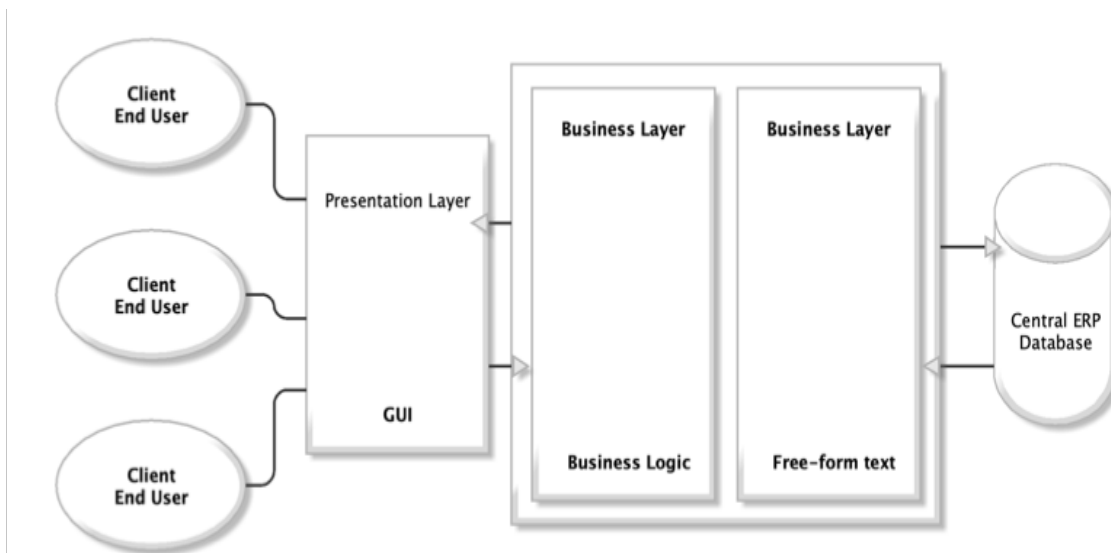 Client
End User
Client
End User
Client
End User
Presentation Layer
GUI
Business Layer
Business Logic
Business Layer
Free-form text
Central ERP
Database